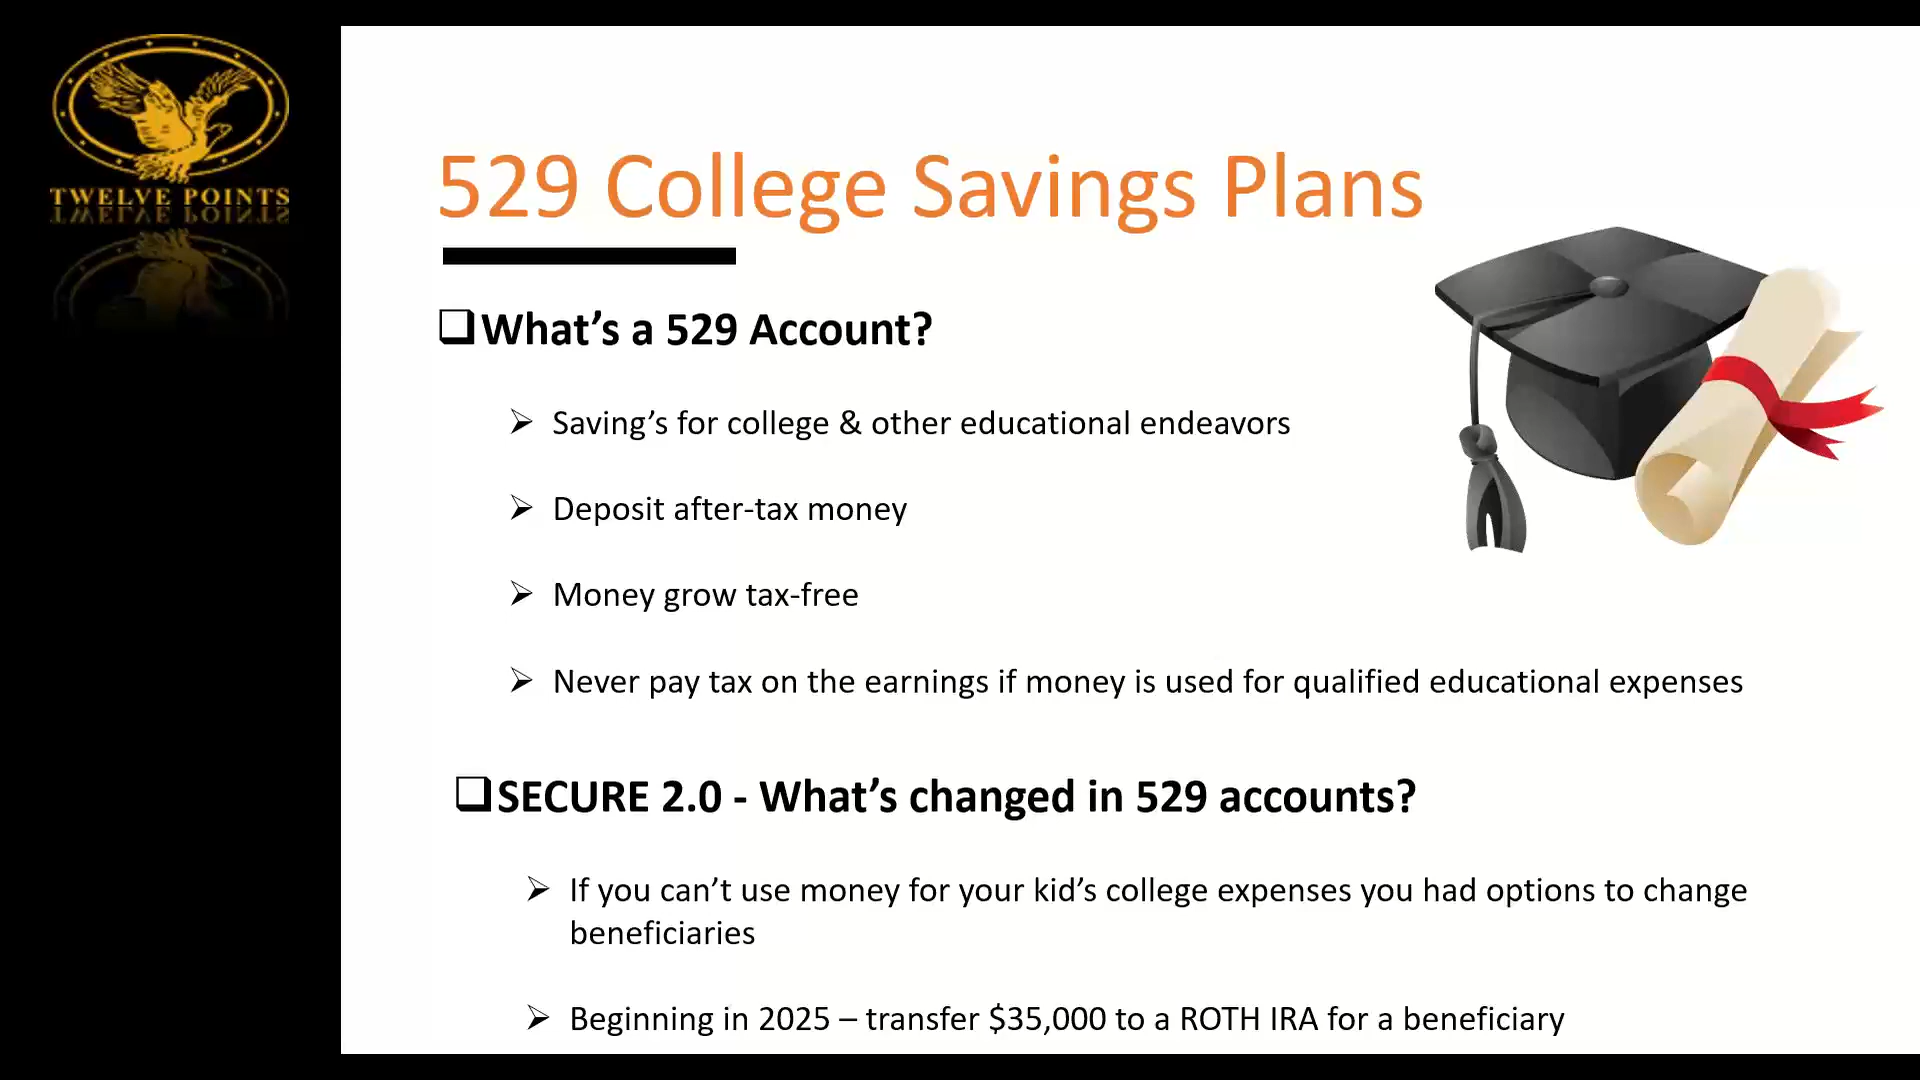 TWELVE POINTS
529 College Savings Plans
What’s a 529 Account?
Saving’s for college & other educational endeavors
Deposit after-tax money
Money grow tax-free
Never pay tax on the earnings if money is used for qualified educational expenses
SECURE 2.0 - What’s changed in 529 accounts?
If you can’t use money for your kid’s college expenses you had options to change
beneficiaries
Beginning in 2025 – transfer $35,000 to a ROTH IRA for a beneficiary